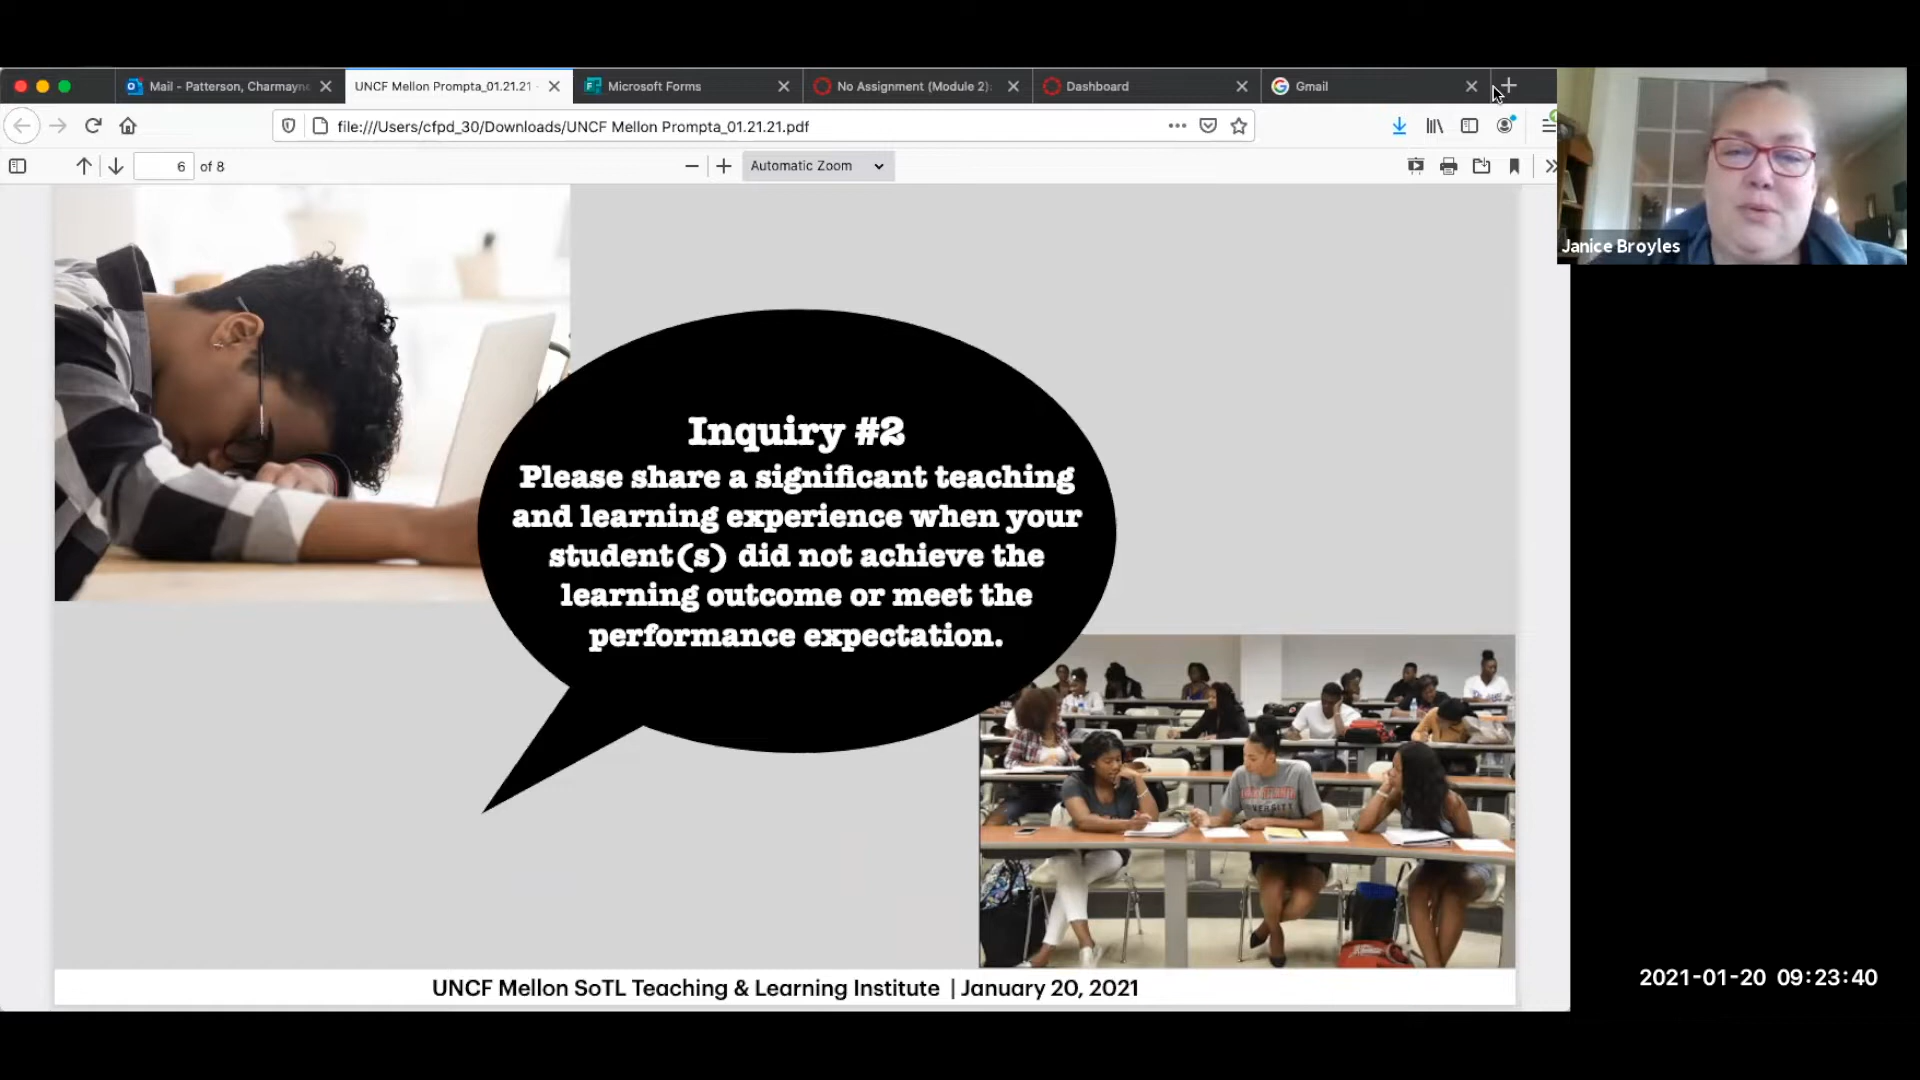 Mail - Patterson, Charmayn
UNCF Mellon Prompta_01.21.21
Microsoft Forms
No Assignment (Module 2):
Dashboard
Gmail
file:///Users/cfpd_30/Downloads/UNCF Mellon Prompta_01.21.21.pdf
6 of 8
Automatic Zoom
Janice Broyles
Inquiry #2
Please share a significant teaching
and learning experience when your
student(s) did not achieve the
learning outcome or meet the
performance expectation.
UNCF Mellon SoTL Teaching & Learning Institute | January 20, 2021
2021-01-20 09:23:40